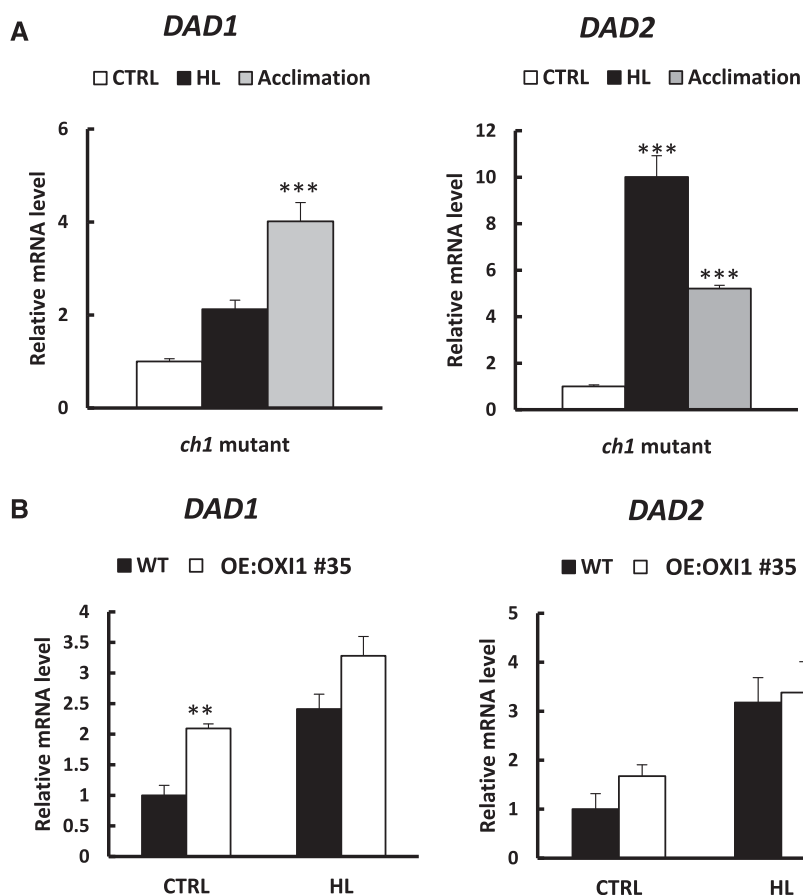 A
DAD1
CTRL HL Acclimation
6
4
2
0
Relative mRNA level
***
ch1 mutant
DAD2
CTRL HL Acclimation
12
10
8
6
4
2
0
Relative mRNA level
***
***
ch1 mutant
B
DAD1
WT OE:OXI1 #35
4
3.5
3
2.5
2
1.5
1
0.5
0
Relative mRNA level
**
CTRL HL
DAD2
WT OE:OXI1 #35
5
4
3
2
1
0
Relative mRNA level
CTRL HL